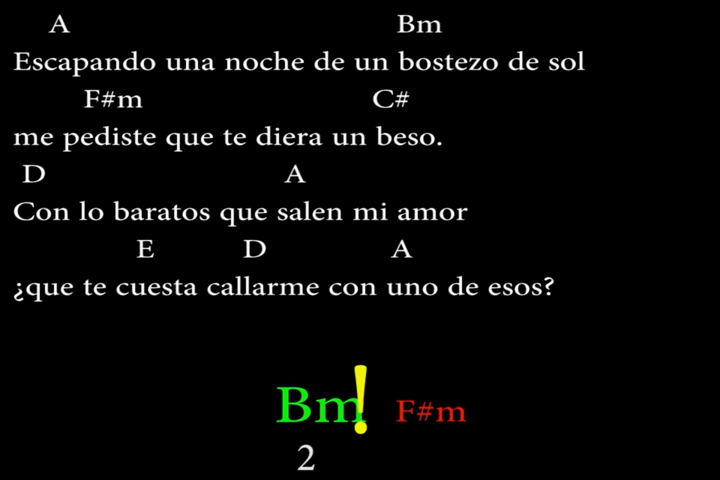 A Bm
Escapando una noche de un bostezo de sol
F#m C#
me pediste que te diera un beso.
D A
Con lo baratos que salen mi amor
E D A
¿que te cuesta callarme con uno de esos?
Bm! F#m
2